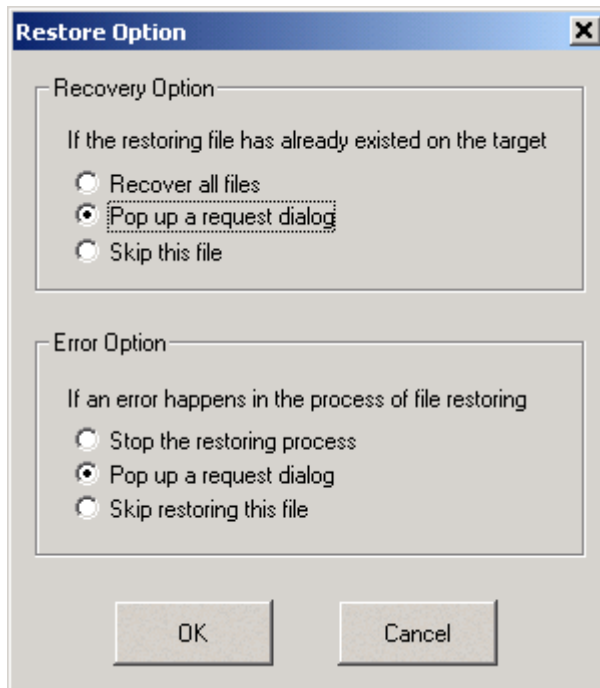 Restore Option
Recovery Option
If the restoring file has already existed on the target
Recover all files
Pop up a request dialog
Skip this file
Error Option
If an error happens in the process of file restoring
Stop the restoring process
Pop up a request dialog
Skip restoring this file
OK Cancel